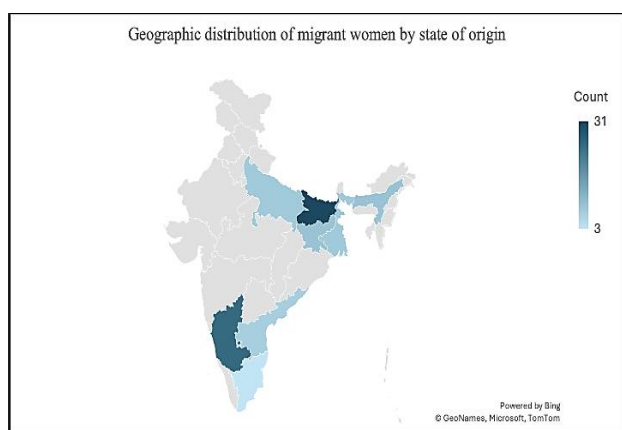 Geographic distribution of migrant women by state of origin
Count
31
3
Powered by Bing
© GeoNames, Microsoft, TomTom